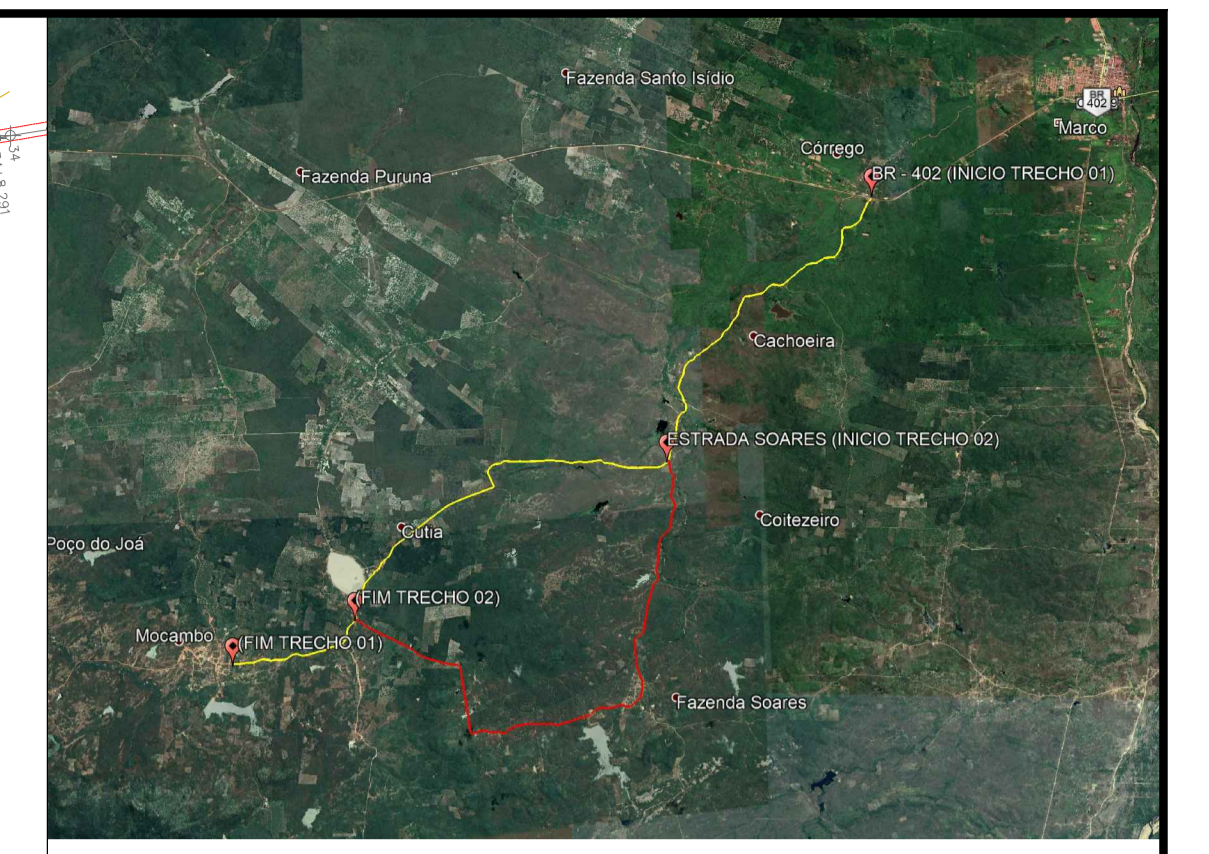 Fazenda Santo Isídio
BR
402
Marco
Córrego
BR - 402 (INICIO TRECHO 01)
Fazenda Puruna
34
Cachoeira
ESTRADA SOARES (INICIO TRECHO 02)
Coitezeiro
Cutia
Poço do Joá
(FIM TRECHO 02)
Mocambo
(FIM TRECHO 01)
Fazenda Soares